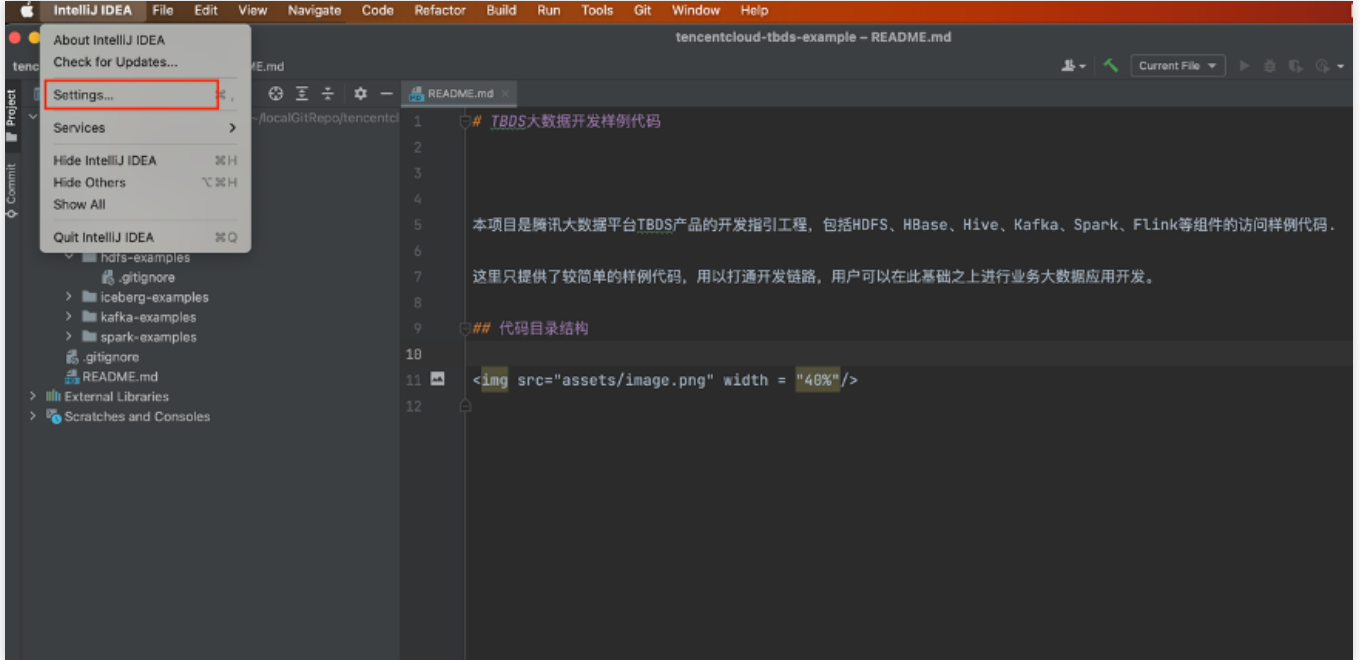 IntelliJ IDEA File Edit View Navigate Code Refactor Build Run Tools Git Window Help
tencentcloud-tbds-example – README.md
About IntelliJ IDEA
Check for Updates...
Settings... ⌘ ,
Services
Hide IntelliJ IDEA ⌘H
Hide Others ⌥⌘H
Show All
Quit IntelliJ IDEA ⌘Q
Current File
README.md
Project
Commit
~/localGitRepo/tencentcl
hdfs-examples
.gitignore
iceberg-examples
kafka-examples
spark-examples
.gitignore
README.md
External Libraries
Scratches and Consoles
1 # TBDS大数据开发样例代码
2
3
4
5 本项目是腾讯大数据平台TBDS产品的开发指引工程，包括HDFS、HBase、Hive、Kafka、Spark、Flink等组件的访问样例代码.
6
7 这里只提供了较简单的样例代码，用以打通开发链路，用户可以在此基础之上进行业务大数据应用开发。
8
9 ## 代码目录结构
10
11 <img src="assets/image.png" width = "40%"/>
12